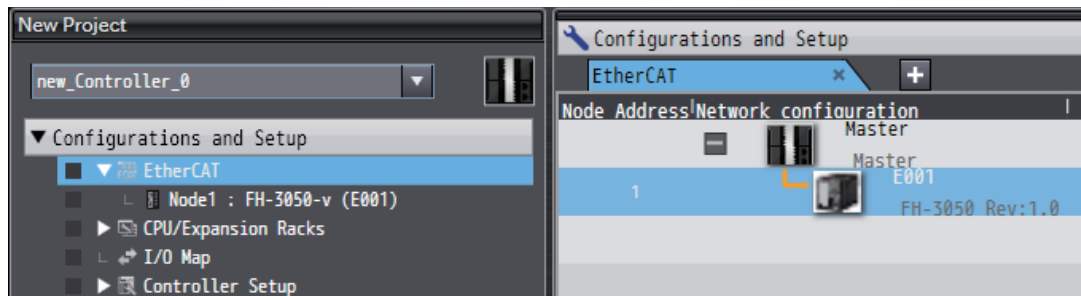 New Project
new_Controller_0
Configurations and Setup
EtherCAT
Node1 : FH-3050-v (E001)
CPU/Expansion Racks
I/O Map
Controller Setup
Configurations and Setup
EtherCAT
Node Address Network configuration
Master
Master
1
E001
FH-3050 Rev:1.0